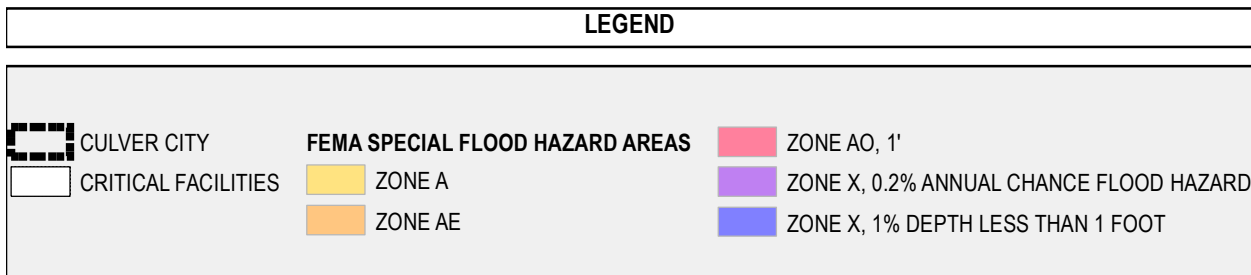 LEGEND
CULVER CITY
CRITICAL FACILITIES
FEMA SPECIAL FLOOD HAZARD AREAS
ZONE A
ZONE AE
ZONE AO, 1'
ZONE X, 0.2% ANNUAL CHANCE FLOOD HAZARD
ZONE X, 1% DEPTH LESS THAN 1 FOOT